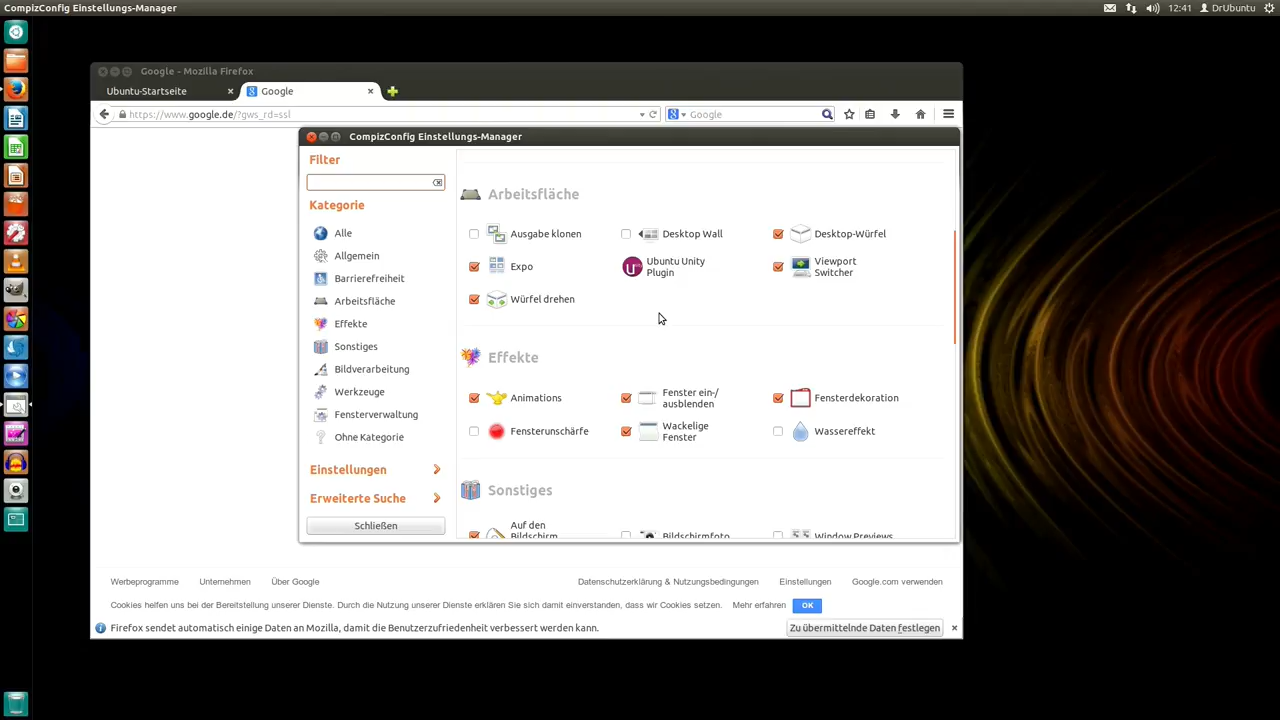 CompizConfig Einstellungs-Manager
12:41
DrUbuntu
Google - Mozilla Firefox
Ubuntu-Startseite
Google
https://www.google.de/?gws_rd=ssl
Google
CompizConfig Einstellungs-Manager
Filter
Kategorie
Alle
Allgemein
Barrierefreiheit
Arbeitsfläche
Effekte
Sonstiges
Bildverarbeitung
Werkzeuge
Fensterverwaltung
Ohne Kategorie
Einstellungen
Erweiterte Suche
Schließen
Arbeitsfläche
Ausgabe klonen
Desktop Wall
Desktop-Würfel
Expo
Ubuntu Unity
Plugin
Viewport
Switcher
Würfel drehen
Effekte
Animations
Fenster ein-/
ausblenden
Fensterdekoration
Fensterunschärfe
Wackelige
Fenster
Wassereffekt
Sonstiges
Auf den
Bildschirm
Bildschirmfoto
Window Previews
Werbeprogramme
Unternehmen
Über Google
Datenschutzerklärung & Nutzungsbedingungen
Einstellungen
Google.com verwenden
Cookies helfen uns bei der Bereitstellung unserer Dienste. Durch die Nutzung unserer Dienste erklären Sie sich damit einverstanden, dass wir Cookies setzen.
Mehr erfahren
OK
Firefox sendet automatisch einige Daten an Mozilla, damit die Benutzerzufriedenheit verbessert werden kann.
Zu übermittelnde Daten festlegen